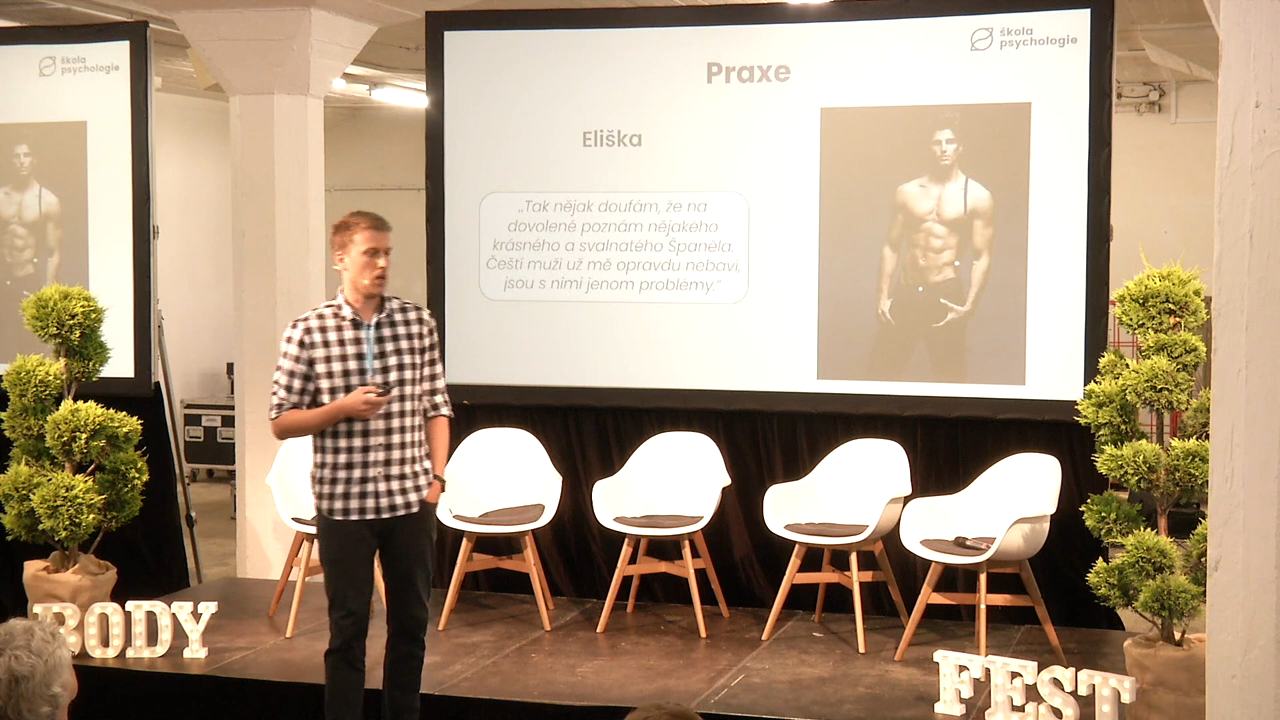 škola
psychologie
škola
psychologie
Praxe
Eliška
„Tak nějak doufám, že na
dovolené poznám nějakého
krásného a svalnatého Španěla.
Čeští muži už mě opravdu nebaví,
jsou s nimi jenom problémy.“
BODY
FEST